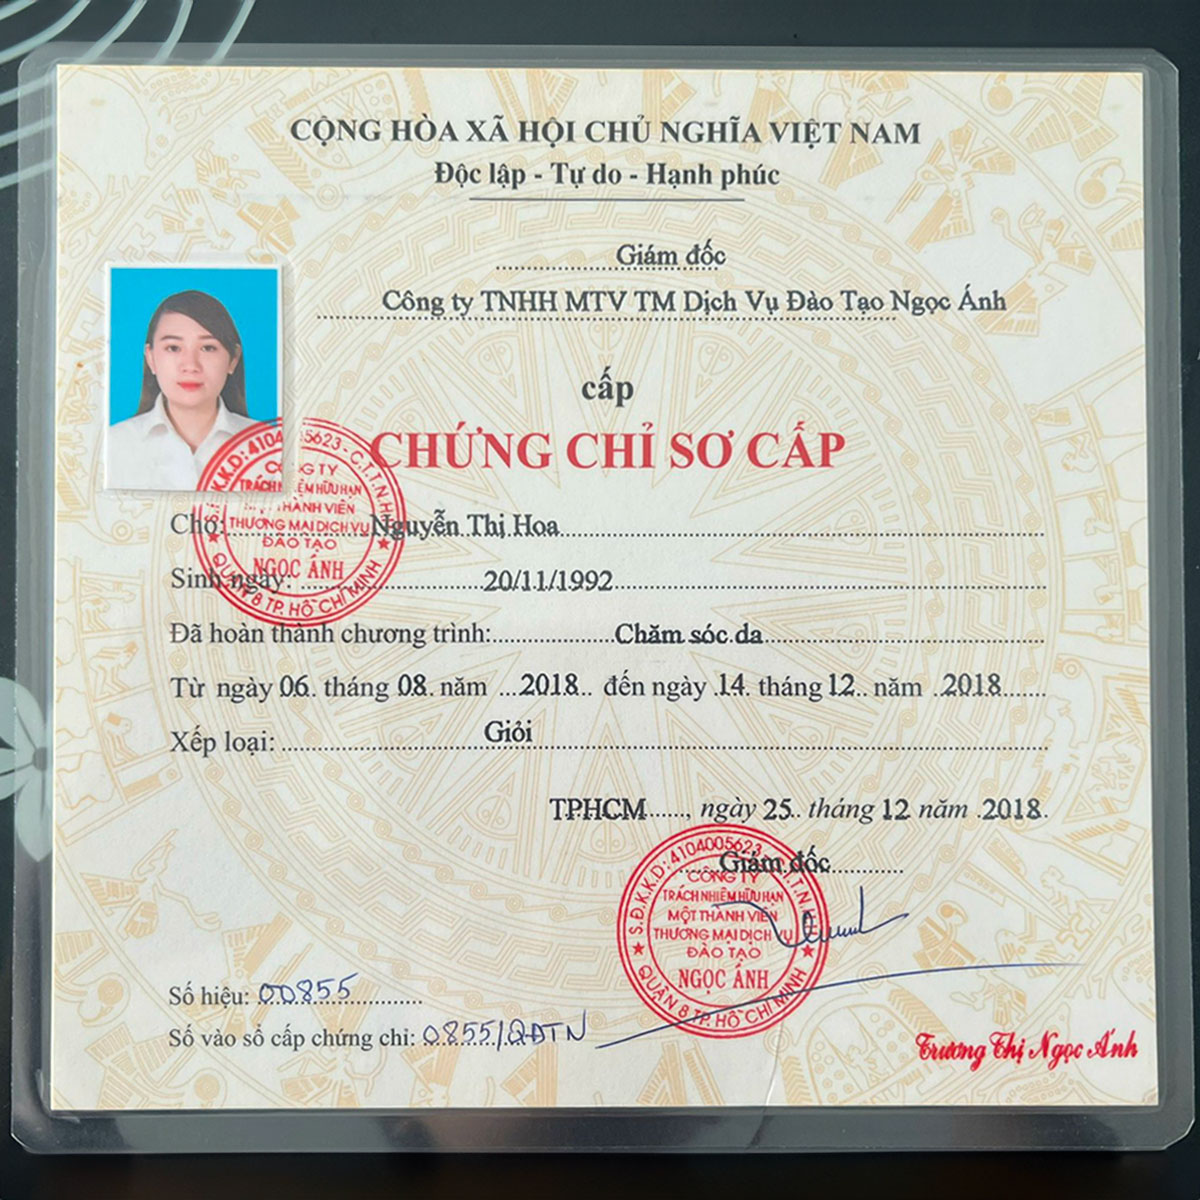 CỘNG HÒA XÃ HỘI CHỦ NGHĨA VIỆT NAM
Độc lập - Tự do - Hạnh phúc
Giám đốc
Công ty TNHH MTV TM Dịch Vụ Đào Tạo Ngọc Ánh
cấp
CHỨNG CHỈ SƠ CẤP
Cho: Nguyễn Thị Hoa
Sinh ngày: 20/11/1992
Đã hoàn thành chương trình: Chăm sóc da
Từ ngày 06 tháng 08 năm 2018 đến ngày 14 tháng 12 năm 2018
Xếp loại: Giỏi
S.Đ.K.K.D: 4104005623 - C.T.T.N.H.H
CÔNG TY
TRÁCH NHIỆM HỮU HẠN
MỘT THÀNH VIÊN
THƯƠNG MẠI DỊCH VỤ
ĐÀO TẠO
NGỌC ÁNH
QUẬN 8 TP. HỒ CHÍ MINH
TPHCM, ngày 25 tháng 12 năm 2018
Giám đốc
S.Đ.K.K.D: 4104005623 - C.T.T.N.H.H
CÔNG TY
TRÁCH NHIỆM HỮU HẠN
MỘT THÀNH VIÊN
THƯƠNG MẠI DỊCH VỤ
ĐÀO TẠO
NGỌC ÁNH
QUẬN 8 TP. HỒ CHÍ MINH
Số hiệu: 00855
Số vào sổ cấp chứng chỉ: 0855/QĐTN
Trương Thị Ngọc Ánh